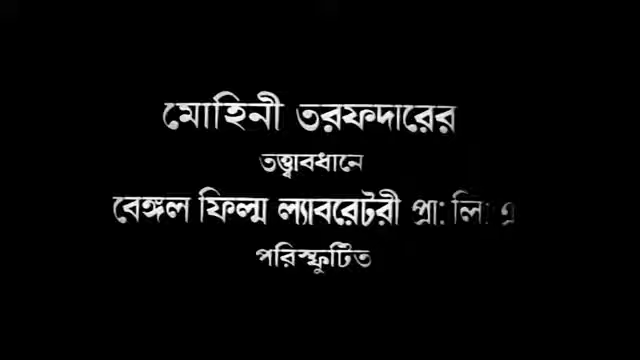 মোহিনী তরফদারের
তত্ত্বাবধানে
বেঙ্গল ফিল্ম ল্যাবরেটরী প্রা: লি: এ
পরিস্ফুটিত